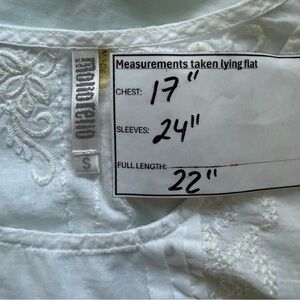 Measurements taken lying flat
CHEST: 17"
SLEEVES: 24"
FULL LENGTH: 22"
S